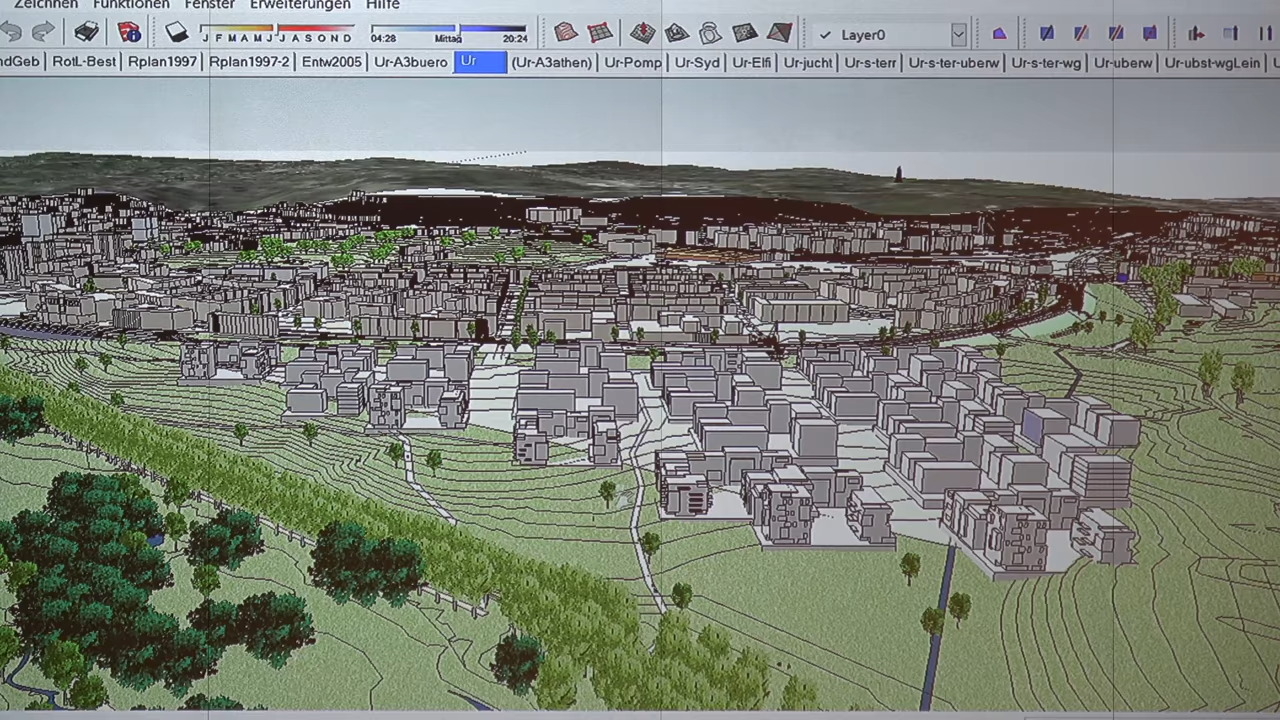 Zeichnen Funktionen Fenster Erweiterungen Hilfe
J F M A M J J A S O N D 04:28 Mittag 20:24 Layer0
ndGeb RotL-Best Rplan1997 Rplan1997-2 Entw2005 Ur-A3buero Ur (Ur-A3athen) Ur-Pomp Ur-Syd Ur-Elfi Ur-jucht Ur-s-terr Ur-s-ter-uberw Ur-s-ter-wg Ur-uberw Ur-ubst-wgLein